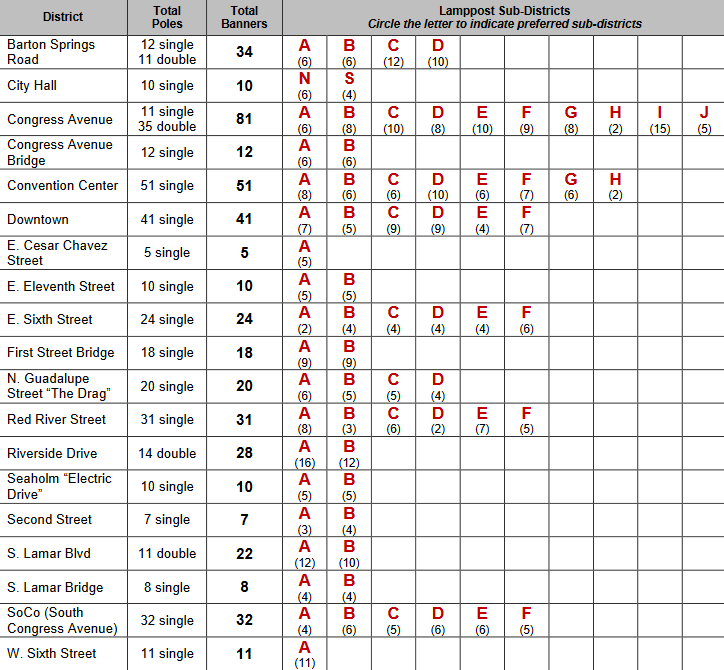 District Total Poles Total Banners Lamppost Sub-Districts
Circle the letter to indicate preferred sub-districts
Barton Springs Road 12 single 11 double 34 A (6) B (6) C (12) D (10)
City Hall 10 single 10 N (6) S (4)
Congress Avenue 11 single 35 double 81 A (6) B (8) C (10) D (8) E (10) F (9) G (8) H (2) I (15) J (5)
Congress Avenue Bridge 12 single 12 A (6) B (6)
Convention Center 51 single 51 A (8) B (6) C (6) D (10) E (6) F (7) G (6) H (2)
Downtown 41 single 41 A (7) B (5) C (9) D (9) E (4) F (7)
E. Cesar Chavez Street 5 single 5 A (5)
E. Eleventh Street 10 single 10 A (5) B (5)
E. Sixth Street 24 single 24 A (2) B (4) C (4) D (4) E (4) F (6)
First Street Bridge 18 single 18 A (9) B (9)
N. Guadalupe Street “The Drag” 20 single 20 A (6) B (5) C (5) D (4)
Red River Street 31 single 31 A (8) B (3) C (6) D (2) E (7) F (5)
Riverside Drive 14 double 28 A (16) B (12)
Seaholm “Electric Drive” 10 single 10 A (5) B (5)
Second Street 7 single 7 A (3) B (4)
S. Lamar Blvd 11 double 22 A (12) B (10)
S. Lamar Bridge 8 single 8 A (4) B (4)
SoCo (South Congress Avenue) 32 single 32 A (4) B (6) C (5) D (6) E (6) F (5)
W. Sixth Street 11 single 11 A (11)